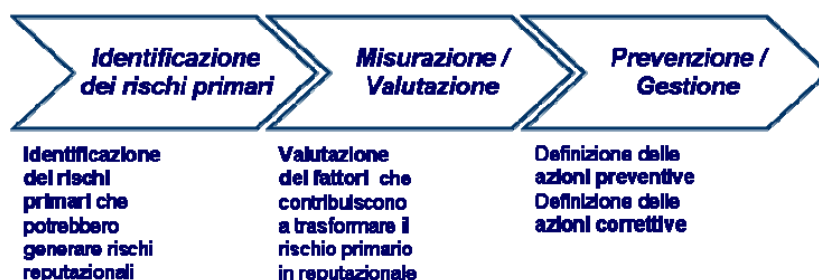 Identificazione
dei rischi primari
Misurazione /
Valutazione
Prevenzione /
Gestione
Identificazione
dei rischi
primari che
potrebbero
generare rischi
reputazionali
Valutazione
dei fattori che
contribuiscono
a trasformare il
rischio primario
in reputazionale
Definizione delle
azioni preventive
Definizione delle
azioni correttive